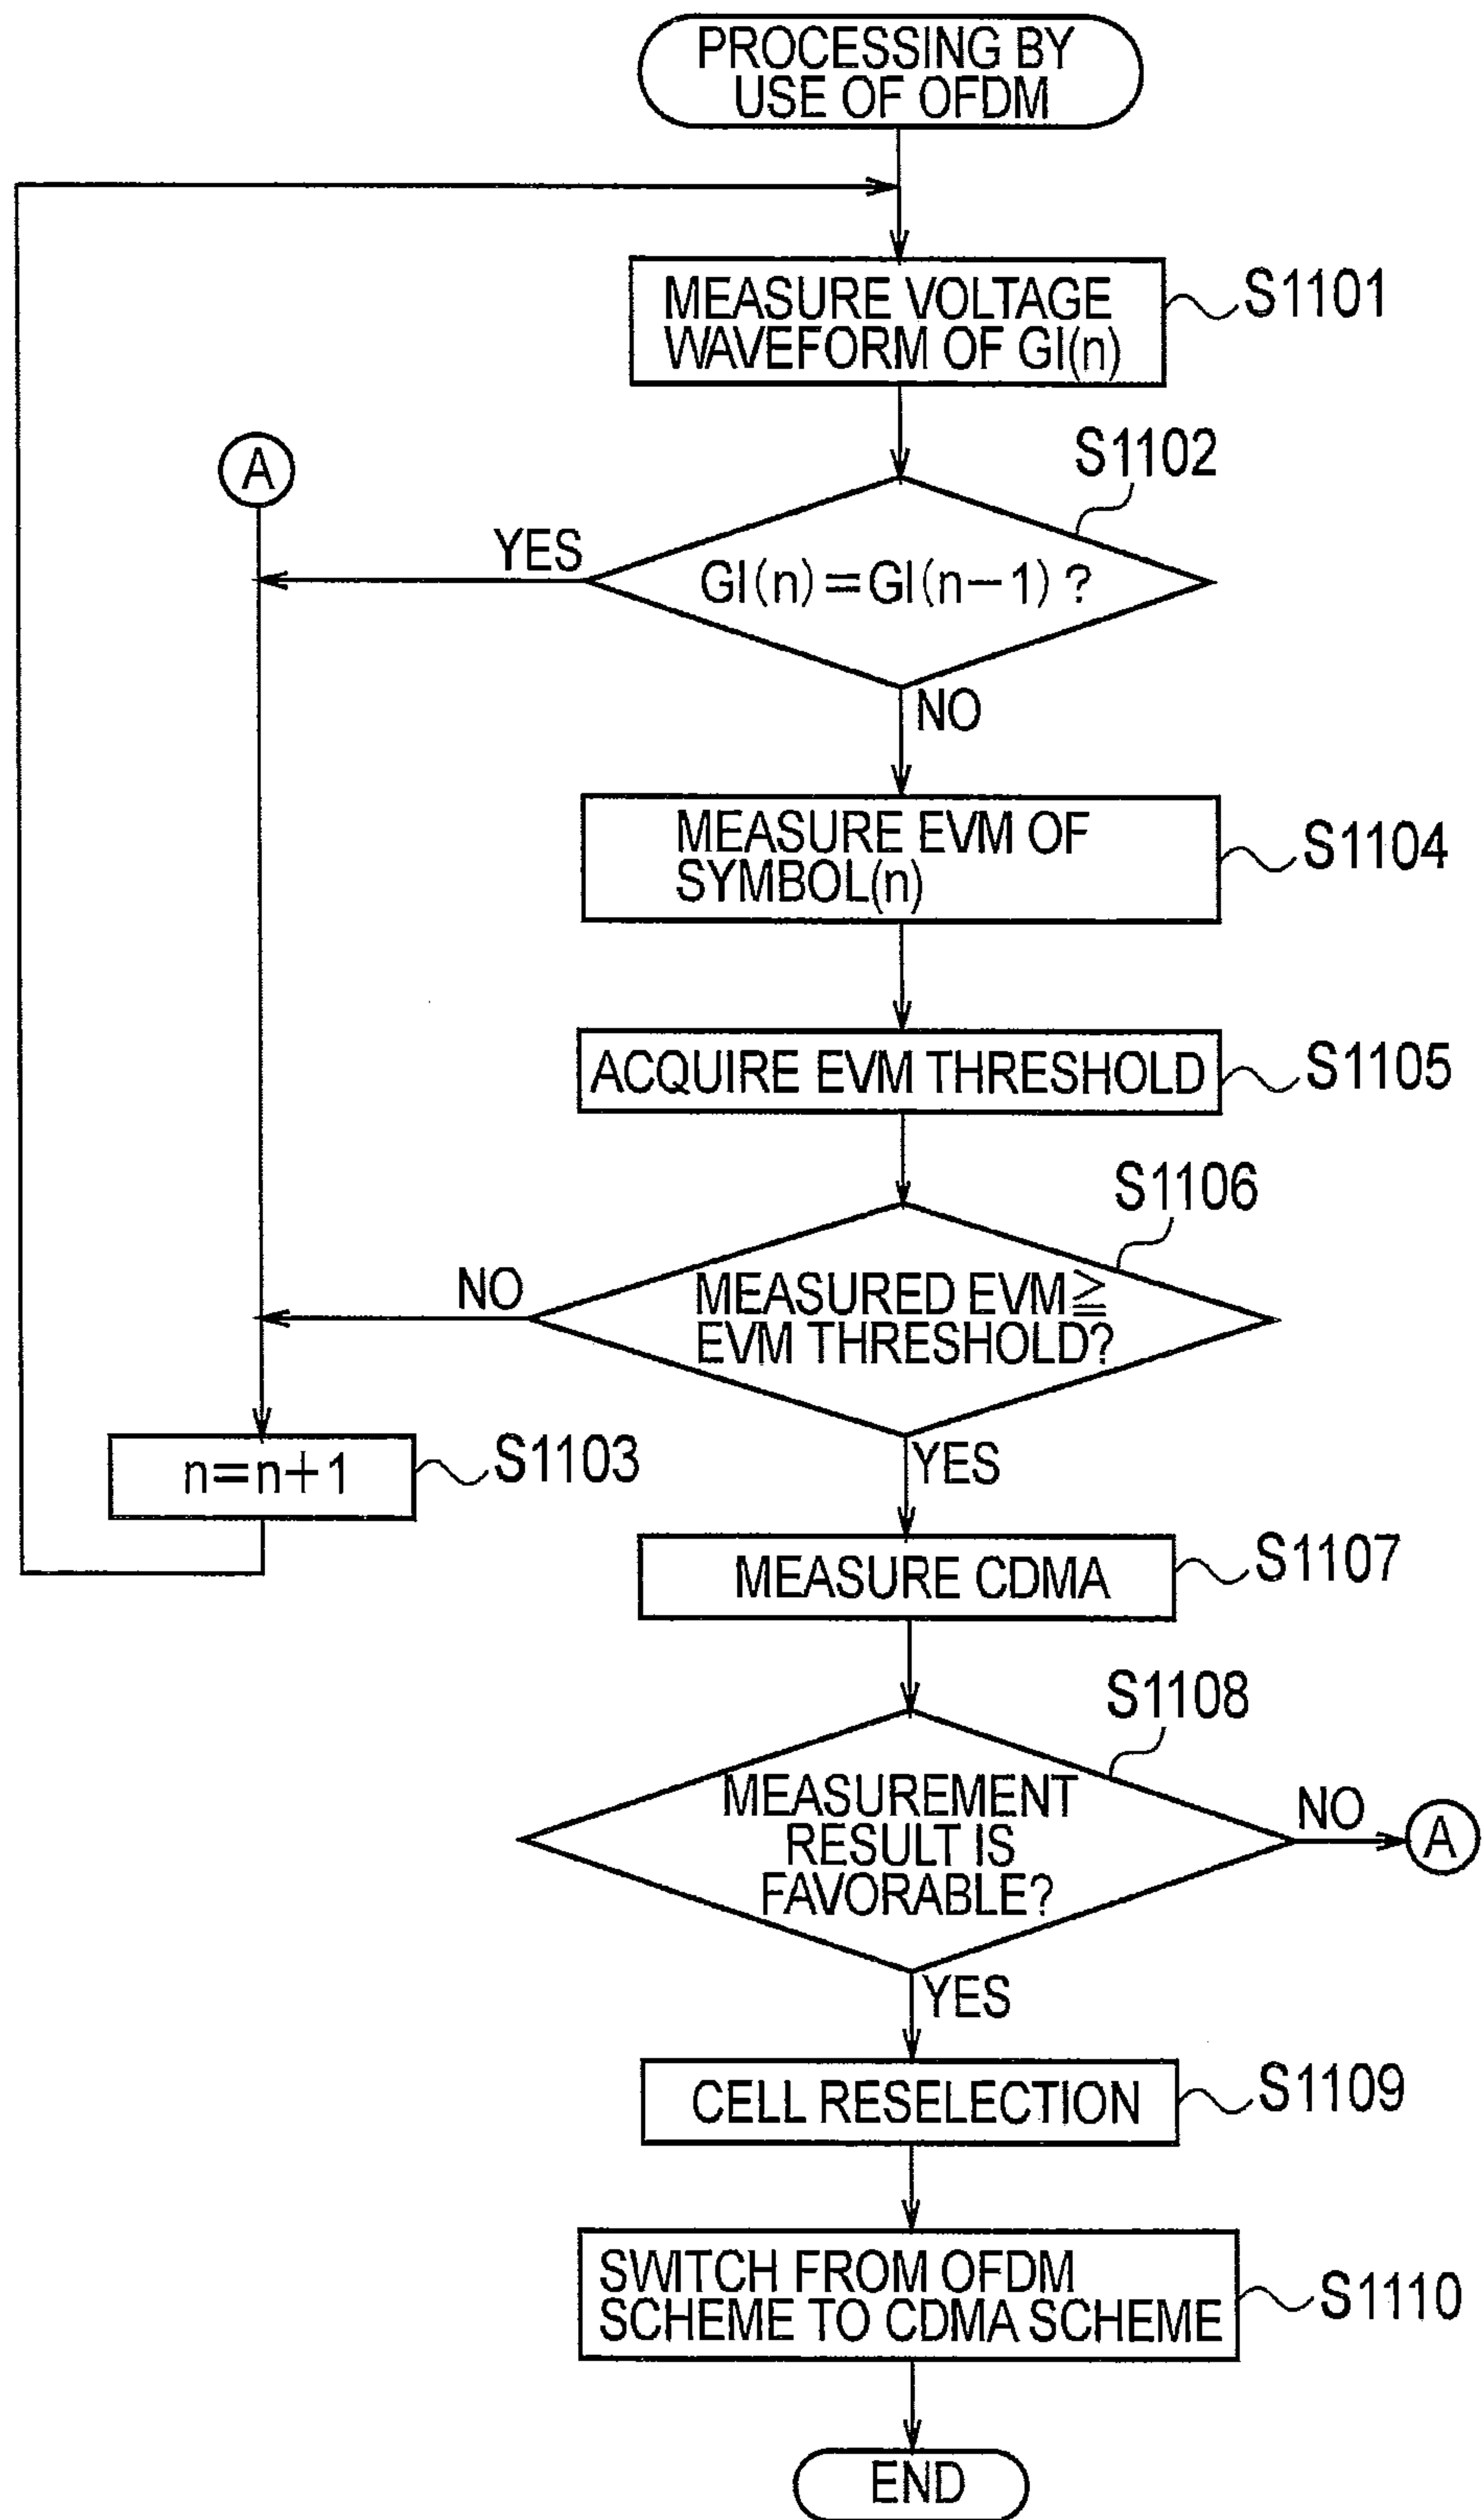 PROCESSING BY
USE OF OFDM
MEASURE VOLTAGE
WAVEFORM OF GI(n)
S1101
A
S1102
YES
GI(n)=GI(n-1)?
NO
MEASURE EVM OF
SYMBOL(n)
S1104
ACQUIRE EVM THRESHOLD
S1105
S1106
NO
MEASURED EVM≧
EVM THRESHOLD?
YES
n=n+1
S1103
MEASURE CDMA
S1107
S1108
MEASUREMENT
RESULT IS
FAVORABLE?
NO
A
YES
CELL RESELECTION
S1109
SWITCH FROM OFDM
SCHEME TO CDMA SCHEME
S1110
END